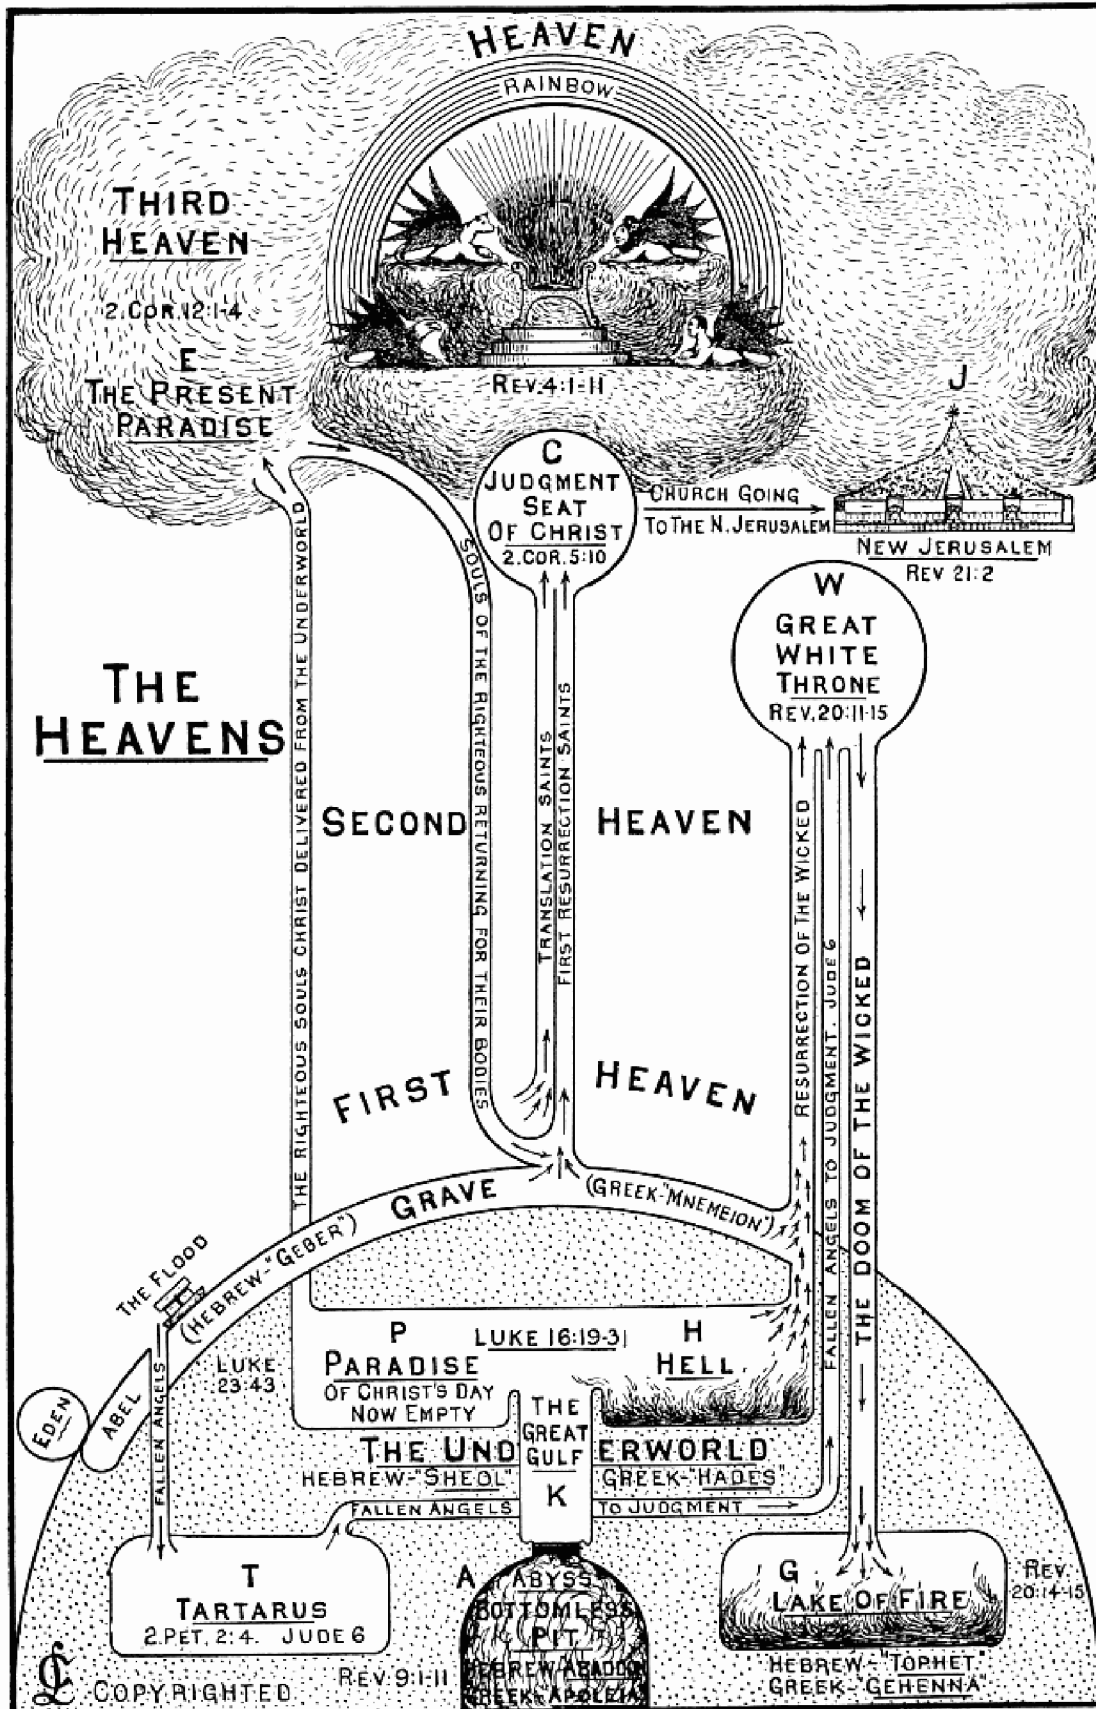 HEAVEN
RAINBOW
THIRD
HEAVEN
2.COR.12:1-4
E
THE PRESENT
PARADISE
REV.4:1-11
J
C
JUDGMENT
SEAT
OF CHRIST
2.COR.5:10
CHURCH GOING
TO THE N. JERUSALEM
NEW JERUSALEM
REV 21:2
W
GREAT
WHITE
THRONE
REV.20:11-15
THE
HEAVENS
THE RIGHTEOUS SOULS CHRIST DELIVERED FROM THE UNDERWORLD
SOULS OF THE RIGHTEOUS RETURNING FOR THEIR BODIES
TRANSLATION SAINTS
FIRST RESURRECTION SAINTS
SECOND HEAVEN
RESURRECTION OF THE WICKED
FALLEN ANGELS TO JUDGMENT. JUDE 6
THE DOOM OF THE WICKED
FIRST HEAVEN
THE FLOOD
(HEBREW-"GEBER") GRAVE (GREEK-"MNEMEION")
EDEN
ABEL
FALLEN ANGELS
LUKE
23:43
P
PARADISE
OF CHRIST'S DAY
NOW EMPTY
LUKE 16:19-31
H
HELL
THE
GREAT
GULF
K
THE UNDERWORLD
HEBREW-"SHEOL" GREEK-"HADES"
FALLEN ANGELS TO JUDGMENT
T
TARTARUS
2.PET. 2:4. JUDE 6
A
ABYSS
BOTTOMLESS
PIT
HEBREW-ABADDON
GREEK-APOLEIA
REV 9:1-11
G
LAKE OF FIRE
REV.
20:14-15
HEBREW-"TOPHET"
GREEK-GEHENNA"
CL
COPYRIGHTED